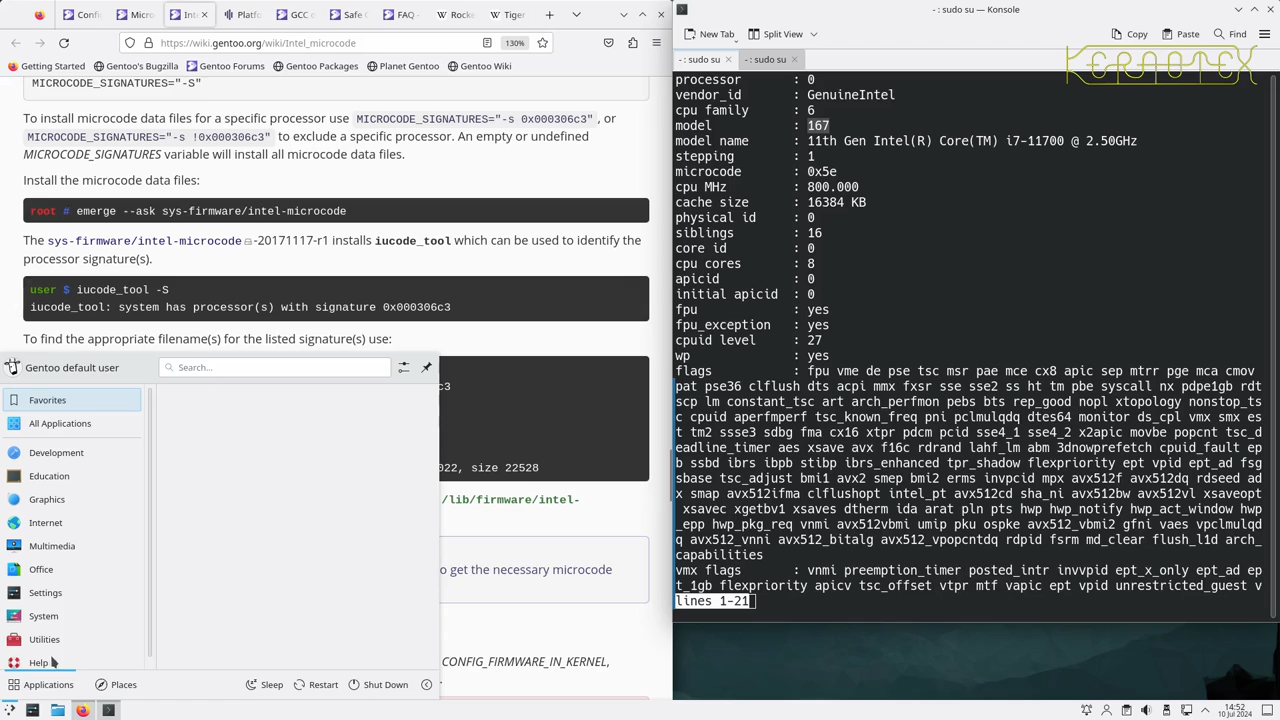 Config
Micro
Inte
Platf
GCC e
Safe C
FAQ -
Rocke
Tiger
https://wiki.gentoo.org/wiki/Intel_microcode
130%
Getting Started
Gentoo's Bugzilla
Gentoo Forums
Gentoo Packages
Planet Gentoo
Gentoo Wiki
MICROCODE_SIGNATURES="-S"
To install microcode data files for a specific processor use MICROCODE_SIGNATURES="-s 0x000306c3", or
MICROCODE_SIGNATURES="-s !0x000306c3" to exclude a specific processor. An empty or undefined
MICROCODE_SIGNATURES variable will install all microcode data files.
Install the microcode data files:
root # emerge --ask sys-firmware/intel-microcode
The sys-firmware/intel-microcode-20171117-r1 installs iucode_tool which can be used to identify the
processor signature(s).
user $ iucode_tool -S
iucode_tool: system has processor(s) with signature 0x000306c3
To find the appropriate filename(s) for the listed signature(s) use:
c3
022, size 22528
/lib/firmware/intel-
o get the necessary microcode
CONFIG_FIRMWARE_IN_KERNEL,
Gentoo default user
Search...
Favorites
All Applications
Development
Education
Graphics
Internet
Multimedia
Office
Settings
System
Utilities
Help
Applications
Places
Sleep
Restart
Shut Down
- : sudo su — Konsole
New Tab
Split View
Copy
Paste
Find
- : sudo su
- : sudo su
KERNOTEX
processor : 0
vendor_id : GenuineIntel
cpu family : 6
model : 167
model name : 11th Gen Intel(R) Core(TM) i7-11700 @ 2.50GHz
stepping : 1
microcode : 0x5e
cpu MHz : 800.000
cache size : 16384 KB
physical id : 0
siblings : 16
core id : 0
cpu cores : 8
apicid : 0
initial apicid : 0
fpu : yes
fpu_exception : yes
cpuid level : 27
wp : yes
flags : fpu vme de pse tsc msr pae mce cx8 apic sep mtrr pge mca cmov
pat pse36 clflush dts acpi mmx fxsr sse sse2 ss ht tm pbe syscall nx pdpe1gb rdt
scp lm constant_tsc art arch_perfmon pebs bts rep_good nopl xtopology nonstop_ts
c cpuid aperfmperf tsc_known_freq pni pclmulqdq dtes64 monitor ds_cpl vmx smx es
t tm2 ssse3 sdbg fma cx16 xtpr pdcm pcid sse4_1 sse4_2 x2apic movbe popcnt tsc_d
eadline_timer aes xsave avx f16c rdrand lahf_lm abm 3dnowprefetch cpuid_fault ep
b ssbd ibrs ibpb stibp ibrs_enhanced tpr_shadow flexpriority ept vpid ept_ad fsg
sbase tsc_adjust bmi1 avx2 smep bmi2 erms invpcid mpx avx512f avx512dq rdseed ad
x smap avx512ifma clflushopt intel_pt avx512cd sha_ni avx512bw avx512vl xsaveopt
xsavec xgetbv1 xsaves dtherm ida arat pln pts hwp hwp_notify hwp_act_window hwp
_epp hwp_pkg_req vnmi avx512vbmi umip pku ospke avx512_vbmi2 gfni vaes vpclmulqd
q avx512_vnni avx512_bitalg avx512_vpopcntdq rdpid fsrm md_clear flush_l1d arch_
capabilities
vmx flags : vnmi preemption_timer posted_intr invvpid ept_x_only ept_ad ep
t_1gb flexpriority apicv tsc_offset vtpr mtf vapic ept vpid unrestricted_guest v
lines 1-21
14:52
10 Jul 2024